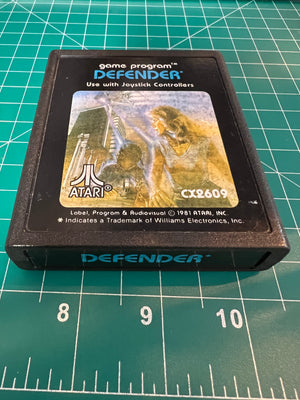 game program™
DEFENDER*
Use with Joystick Controllers
ATARI®
CX2609
Label, Program & Audiovisual © 1981 ATARI, INC.
* Indicates a Trademark of Williams Electronics, Inc.
DEFENDER*
8 9 10